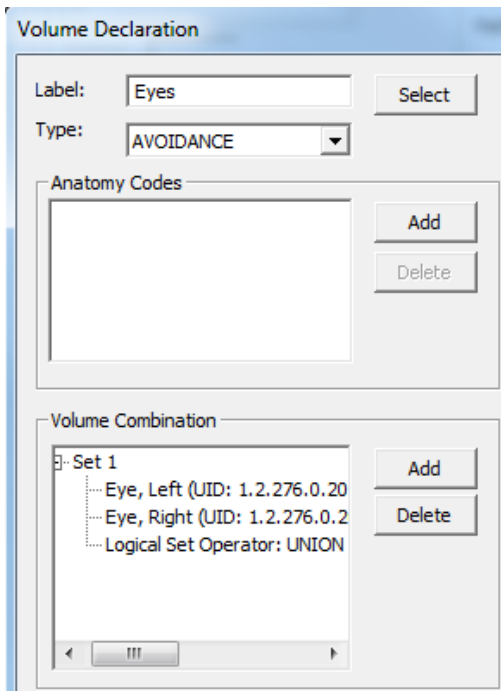 Volume Declaration
Label: Eyes Select
Type: AVOIDANCE
Anatomy Codes
Add
Delete
Volume Combination
Set 1 Add
Eye, Left (UID: 1.2.276.0.20
Eye, Right (UID: 1.2.276.0.2 Delete
Logical Set Operator: UNION